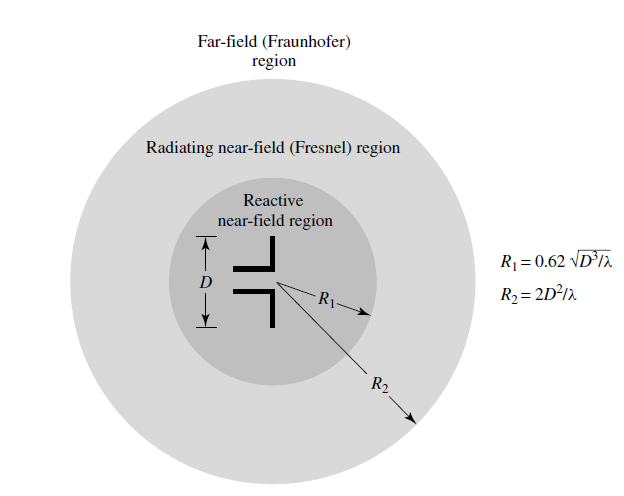 Far-field (Fraunhofer)
region
Radiating near-field (Fresnel) region
Reactive
near-field region
D
R₁
R₁ = 0.62 √D³/λ
R₂ = 2D²/λ
R₂